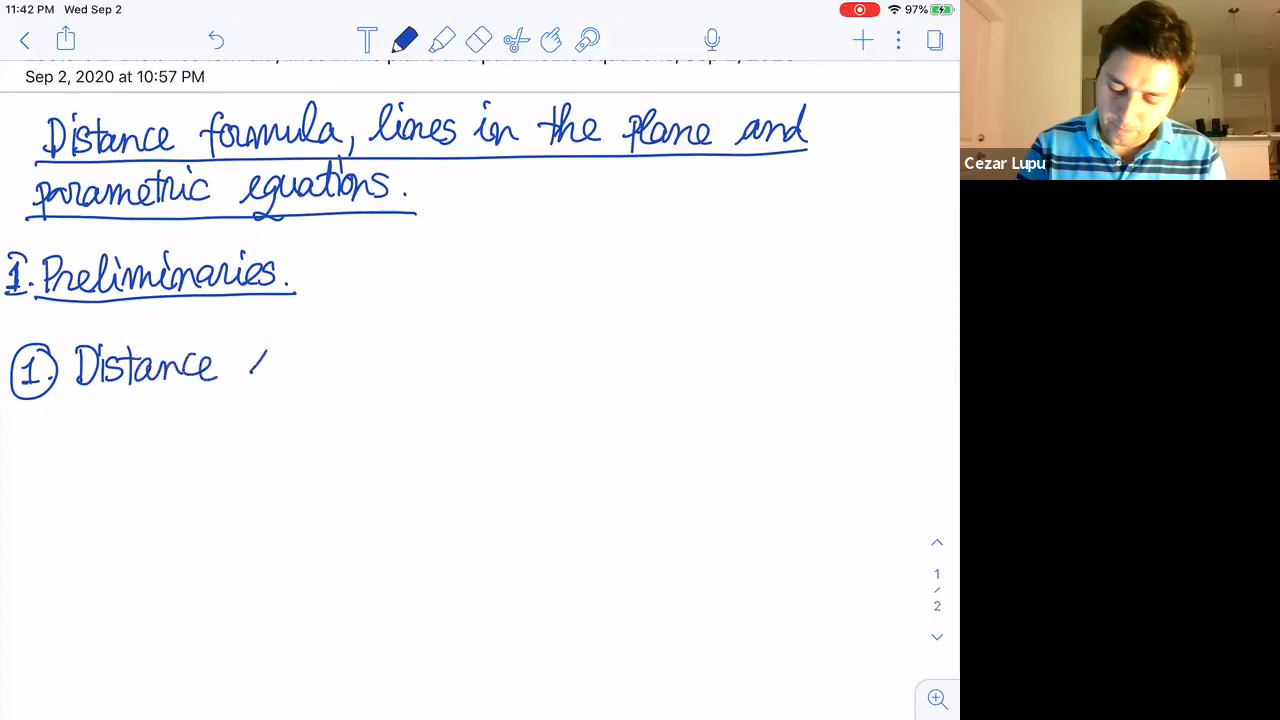 11:42 PM Wed Sep 2
97%
T
Sep 2, 2020 at 10:57 PM
Distance formula, lines in the plane and
parametric equations.
I. Preliminaries.
1. Distance
Cezar Lupu
1
/
2